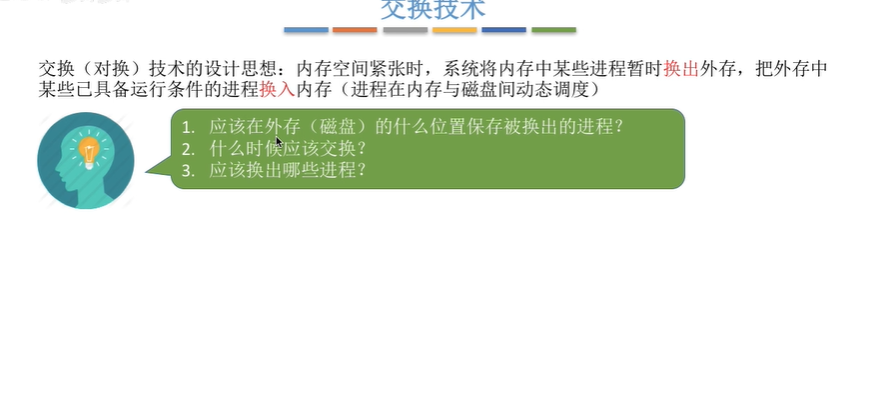 交换技术
交换（对换）技术的设计思想：内存空间紧张时，系统将内存中某些进程暂时换出外存，把外存中
某些已具备运行条件的进程换入内存（进程在内存与磁盘间动态调度）
1. 应该在外存（磁盘）的什么位置保存被换出的进程？
2. 什么时候应该交换？
3. 应该换出哪些进程？